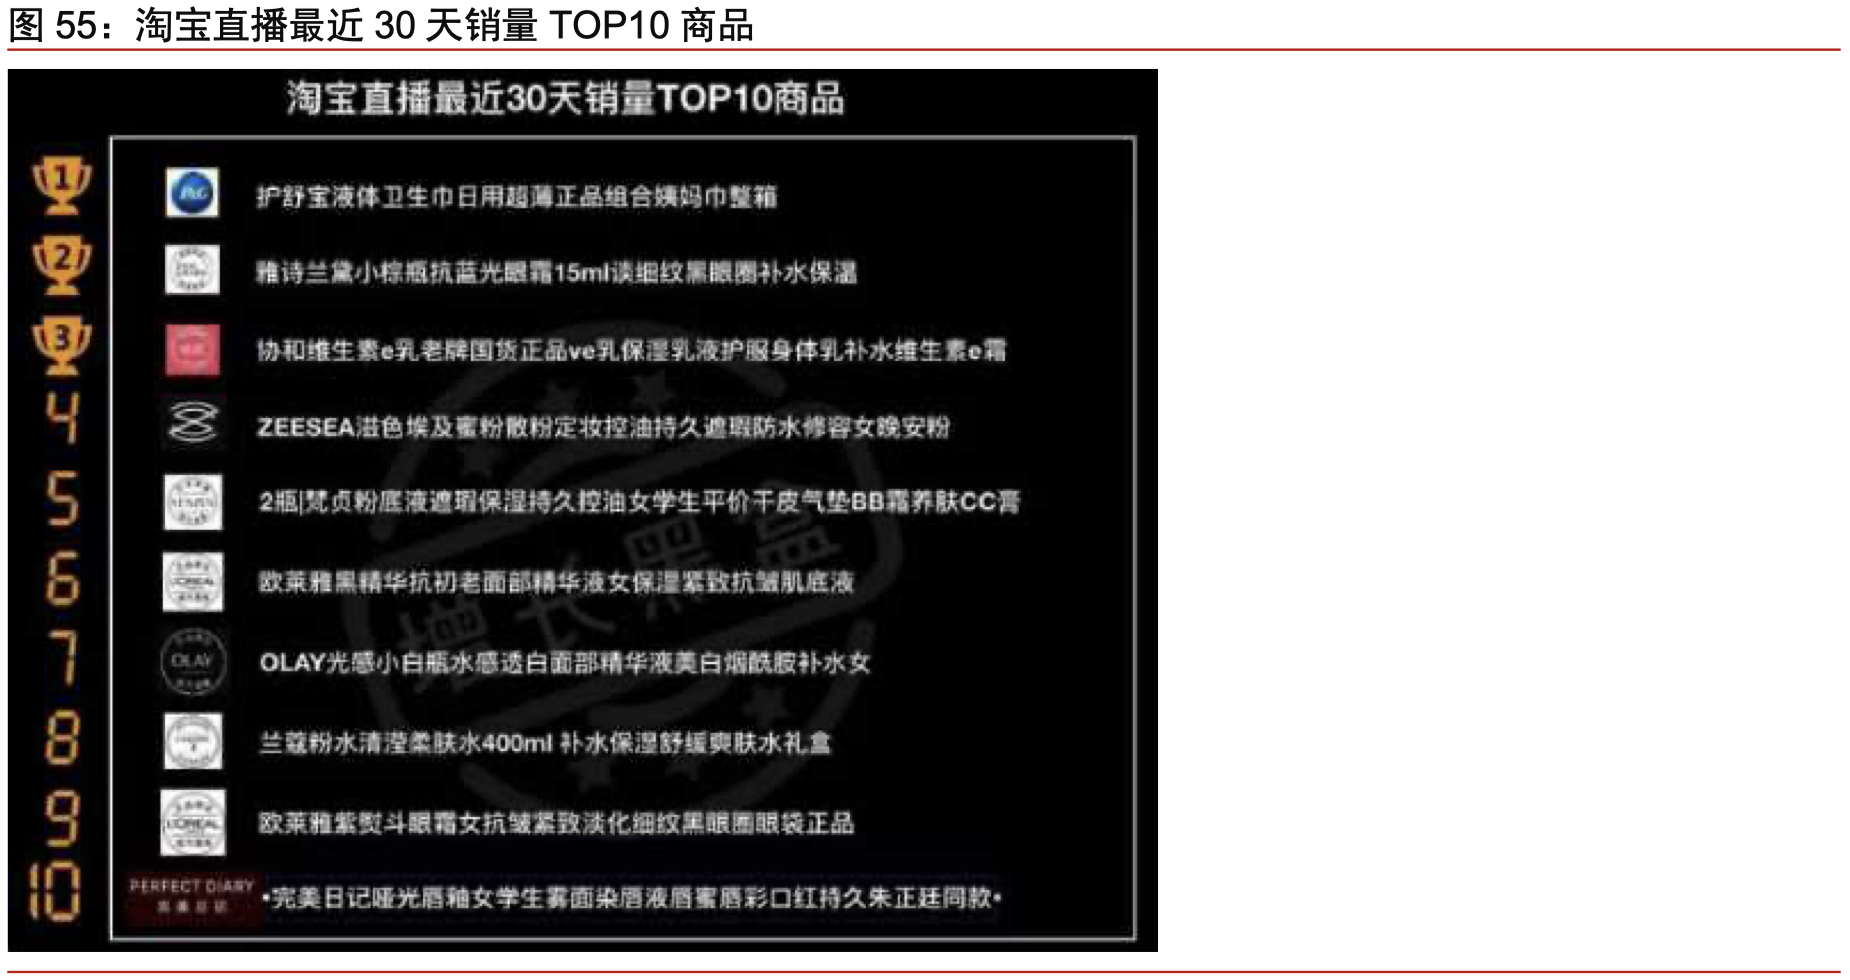 图 55：淘宝直播最近 30 天销量 TOP10 商品
淘宝直播最近30天销量TOP10商品
1
P&G
护舒宝液体卫生巾日用超薄正品组合姨妈巾整箱
2
雅诗兰黛小棕瓶抗蓝光眼霜15ml淡细纹黑眼圈补水保湿
3
协和维生素e乳老牌国货正品ve乳保湿乳液护肤身体乳补水维生素e霜
4
ZEESEA滋色埃及蜜粉散粉定妆控油持久遮瑕防水修容女晚安粉
5
2瓶|梵贞粉底液遮瑕保湿持久控油女学生平价干皮气垫BB霜养肤CC膏
6
L'OREAL
欧莱雅黑精华抗初老面部精华液女保湿紧致抗皱肌底液
7
OLAY
OLAY光感小白瓶水感透白面部精华液美白烟酰胺补水女
8
兰蔻粉水清滢柔肤水400ml 补水保湿舒缓爽肤水礼盒
9
L'OREAL
欧莱雅紫熨斗眼霜女抗皱紧致淡化细纹黑眼圈眼袋正品
10
PERFECT DIARY
完美日记
•完美日记哑光唇釉女学生雾面染唇液唇蜜唇彩口红持久朱正廷同款•
增长黑盒